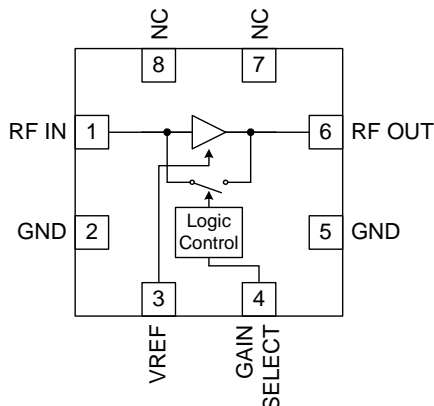 NC
NC
8
7
RF IN
1
6
RF OUT
GND
2
5
GND
Logic
Control
3
4
VREF
GAIN
SELECT